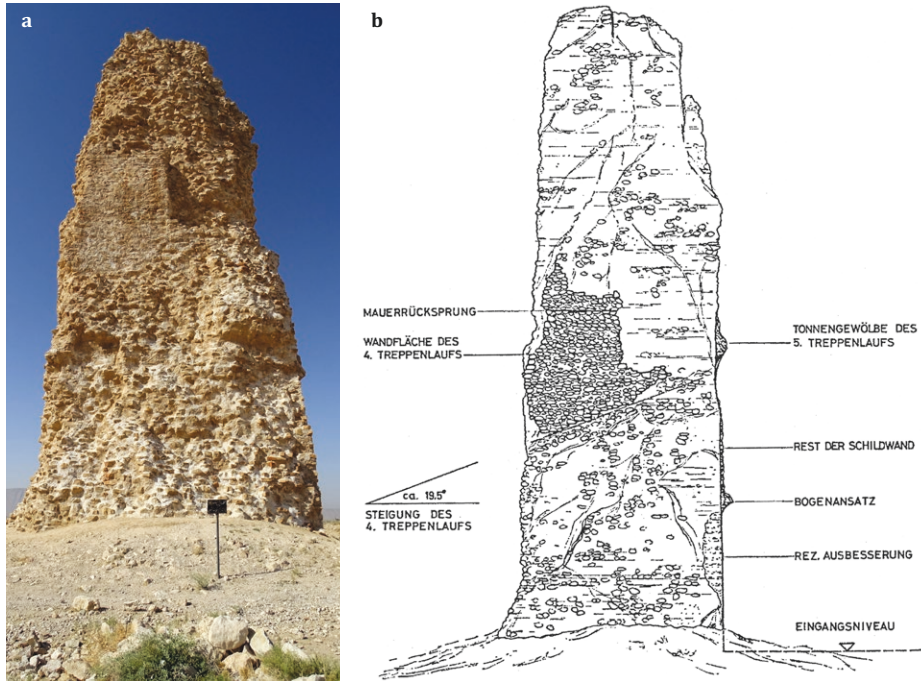 a
b
MAUERRÜCKSPRUNG
WANDFLÄCHE DES
4. TREPPENLAUFS
TONNENGEWÖLBE DES
5. TREPPENLAUFS
REST DER SCHILDWAND
ca. 19.5°
STEIGUNG DES
4. TREPPENLAUFS
BOGENANSATZ
REZ. AUSBESSERUNG
EINGANGSNIVEAU